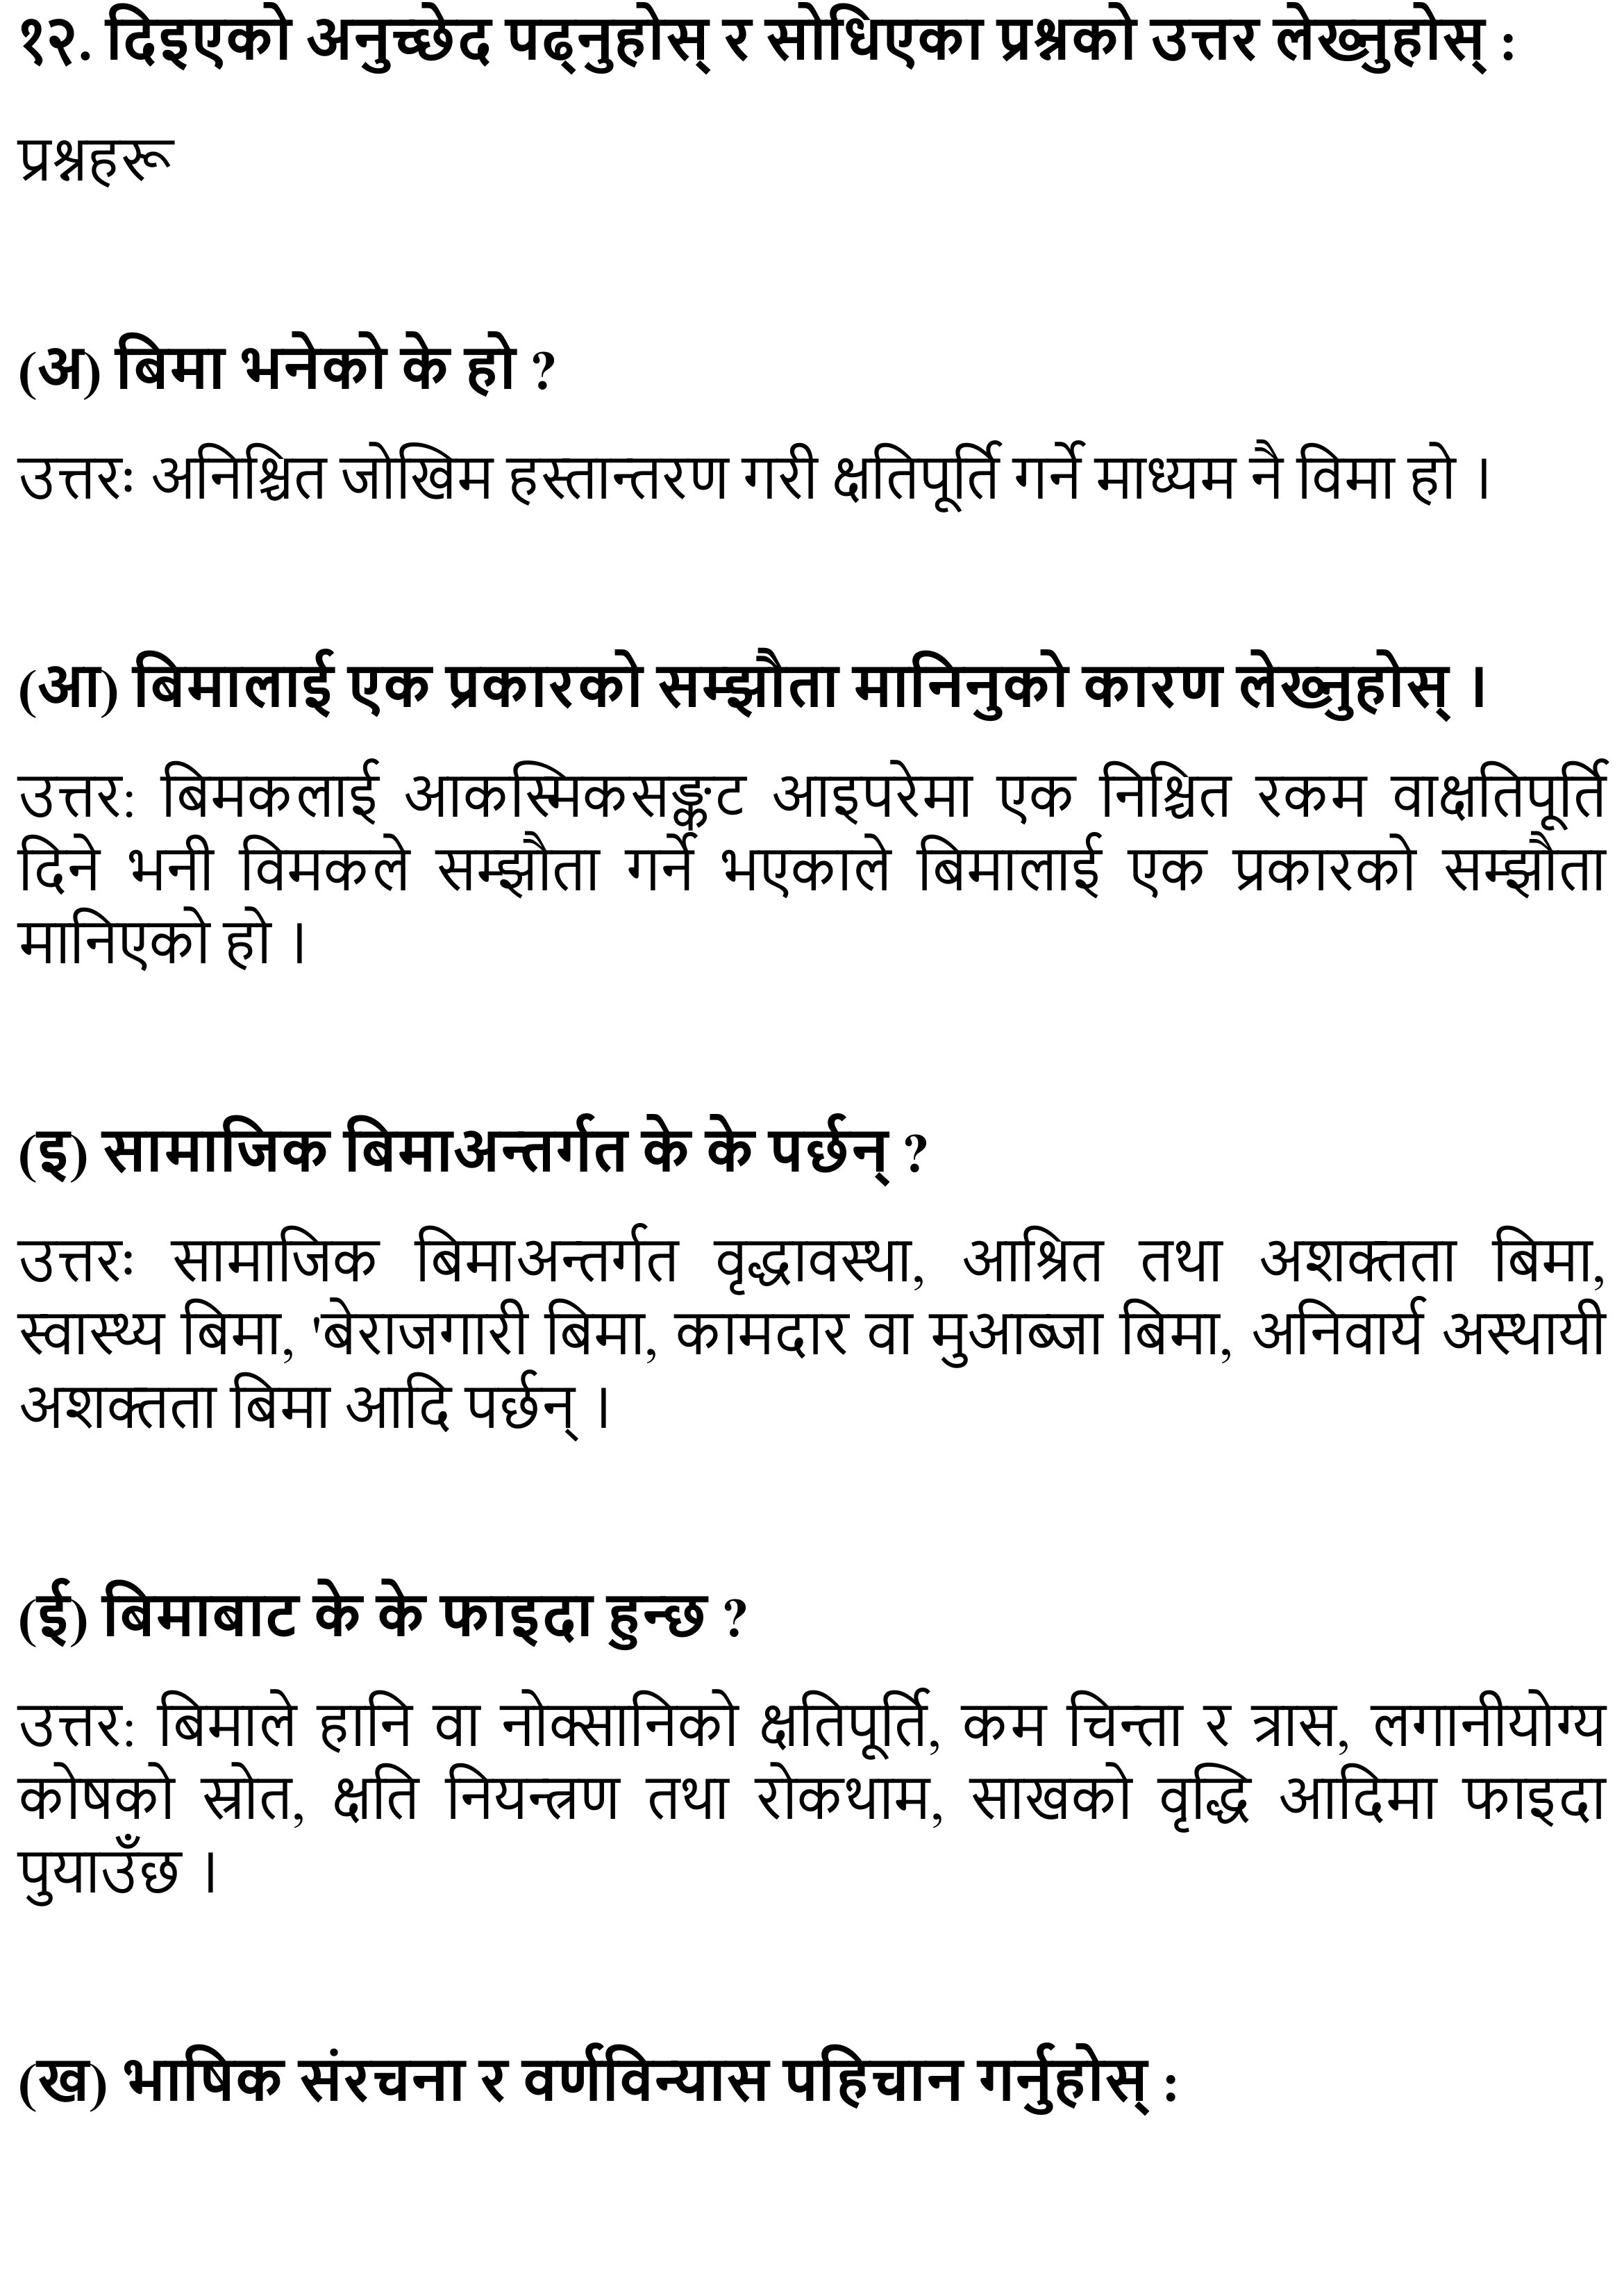 १२. दिइएको अनुच्छेद पढ्नुहोस् र सोधिएका प्रश्नको उत्तर लेख्नुहोस् :
प्रश्नहरू
(अ) बिमा भनेको के हो ?
उत्तरः अनिश्चित जोखिम हस्तान्तरण गरी क्षतिपूर्ति गर्ने माध्यम नै विमा हो ।
(आ) बिमालाई एक प्रकारको सम्झौता मानिनुको कारण लेख्नुहोस् ।
उत्तर: बिमकलाई आकस्मिकसङ्कट आइपरेमा एक निश्चित रकम वाक्षतिपूर्ति
दिने भनी विमकले सम्झौता गर्ने भएकाले बिमालाई एक प्रकारको सम्झौता
मानिएको हो ।
(इ) सामाजिक बिमाअन्तर्गत के के पर्छन् ?
उत्तरः सामाजिक बिमाअन्तर्गत वृद्धावस्था, आश्रित तथा अशक्तता बिमा,
स्वास्थ्य बिमा, 'बेराजगारी बिमा, कामदार वा मुआब्जा बिमा, अनिवार्य अस्थायी
अशक्तता बिमा आदि पर्छन् ।
(ई) बिमाबाट के के फाइदा हुन्छ ?
उत्तर: बिमाले हानि वा नोक्सानिको क्षतिपूर्ति, कम चिन्ता र त्रास, लगानीयोग्य
कोषको स्रोत, क्षति नियन्त्रण तथा रोकथाम, साखको वृद्धि आदिमा फाइदा
पुयाउँछ ।
(ख) भाषिक संरचना र वर्णविन्यास पहिचान गर्नुहोस् :